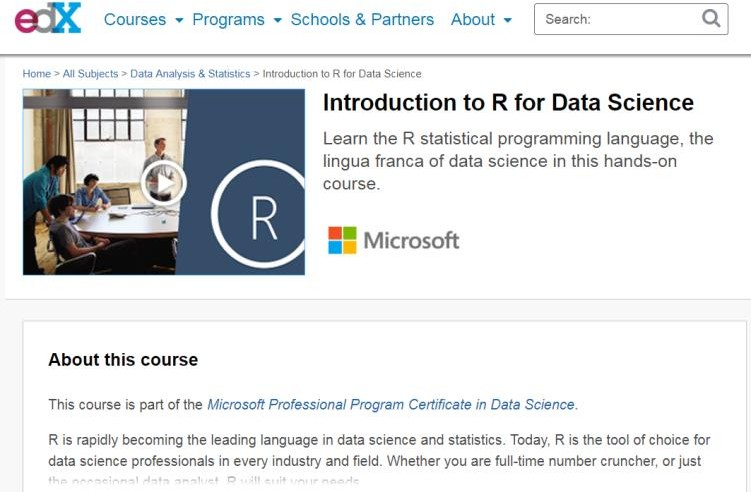 edX Courses Programs Schools & Partners About Search:
Home > All Subjects > Data Analysis & Statistics > Introduction to R for Data Science
R
Introduction to R for Data Science
Learn the R statistical programming language, the
lingua franca of data science in this hands-on
course.
Microsoft
About this course
This course is part of the Microsoft Professional Program Certificate in Data Science.
R is rapidly becoming the leading language in data science and statistics. Today, R is the tool of choice for
data science professionals in every industry and field. Whether you are full-time number cruncher, or just
the occasional data analyst, R will suit your needs.